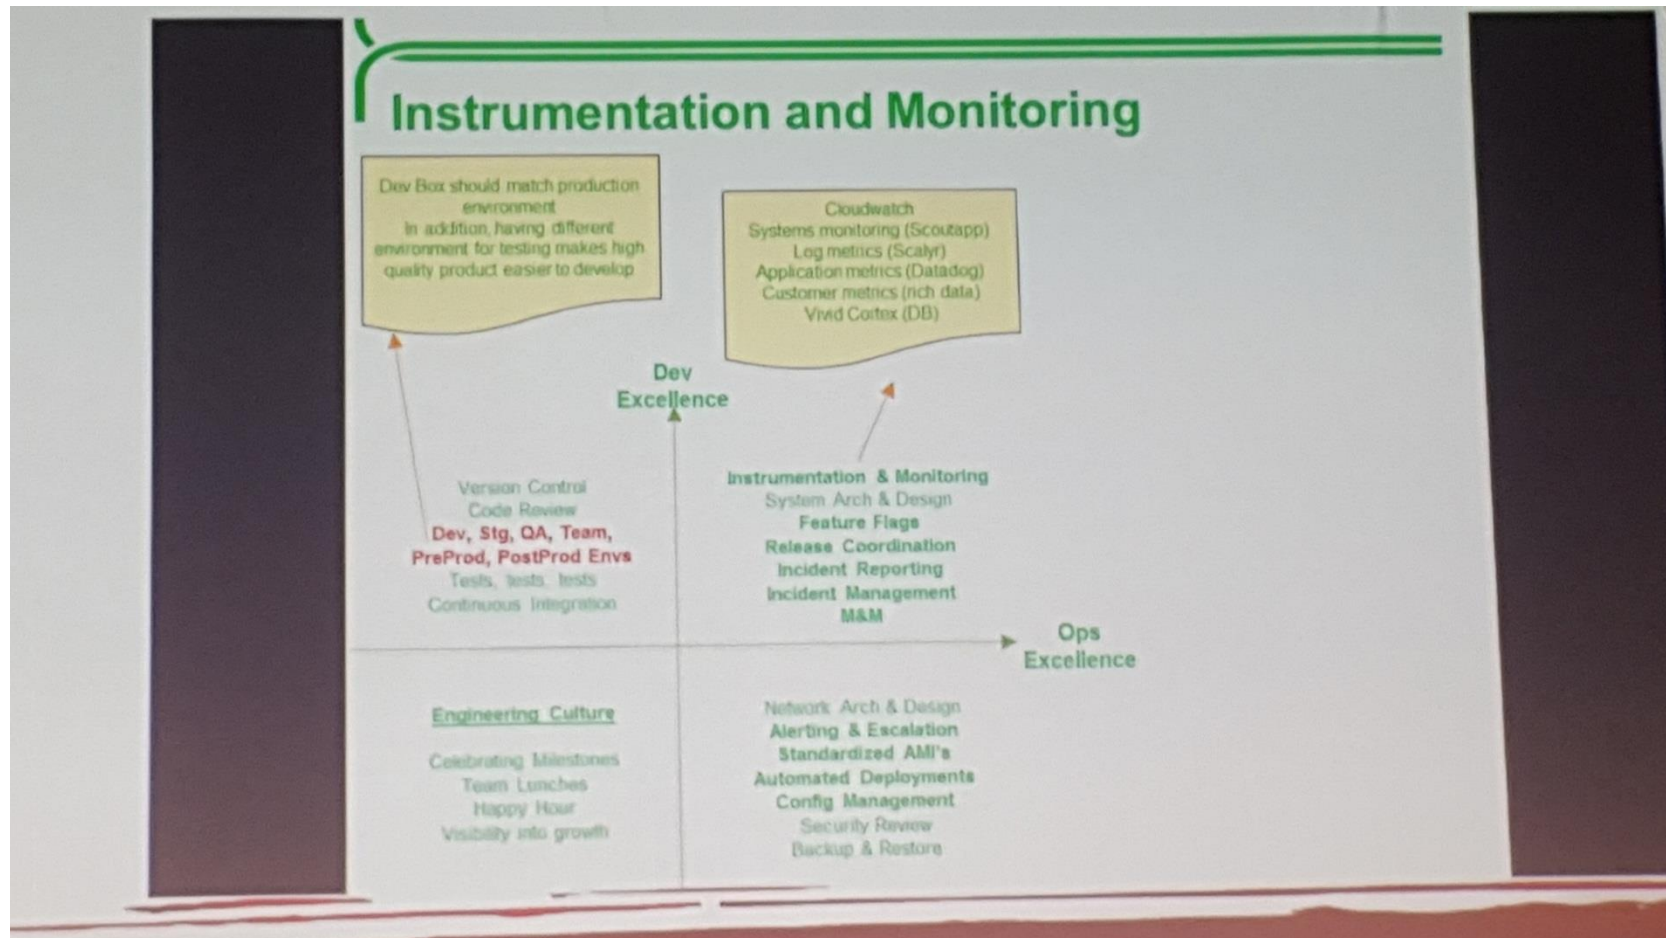 Instrumentation and Monitoring
Dev Box should match production
environment
In addition, having different
environment for testing makes high
quality product easier to develop
Cloudwatch
Systems monitoring (Scoutapp)
Log metrics (Scalyr)
Application metrics (Datadog)
Customer metrics (rich data)
Vivid Cortex (DB)
Dev
Excellence
Version Control
Code Review
Dev, Stg, QA, Team,
PreProd, PostProd Envs
Tests, tests, tests
Continuous Integration
Instrumentation & Monitoring
System Arch & Design
Feature Flags
Release Coordination
Incident Reporting
Incident Management
M&M
Ops
Excellence
Engineering Culture
Celebrating Milestones
Team Lunches
Happy Hour
Visibility into growth
Network Arch & Design
Alerting & Escalation
Standardized AMI's
Automated Deployments
Config Management
Security Review
Backup & Restore